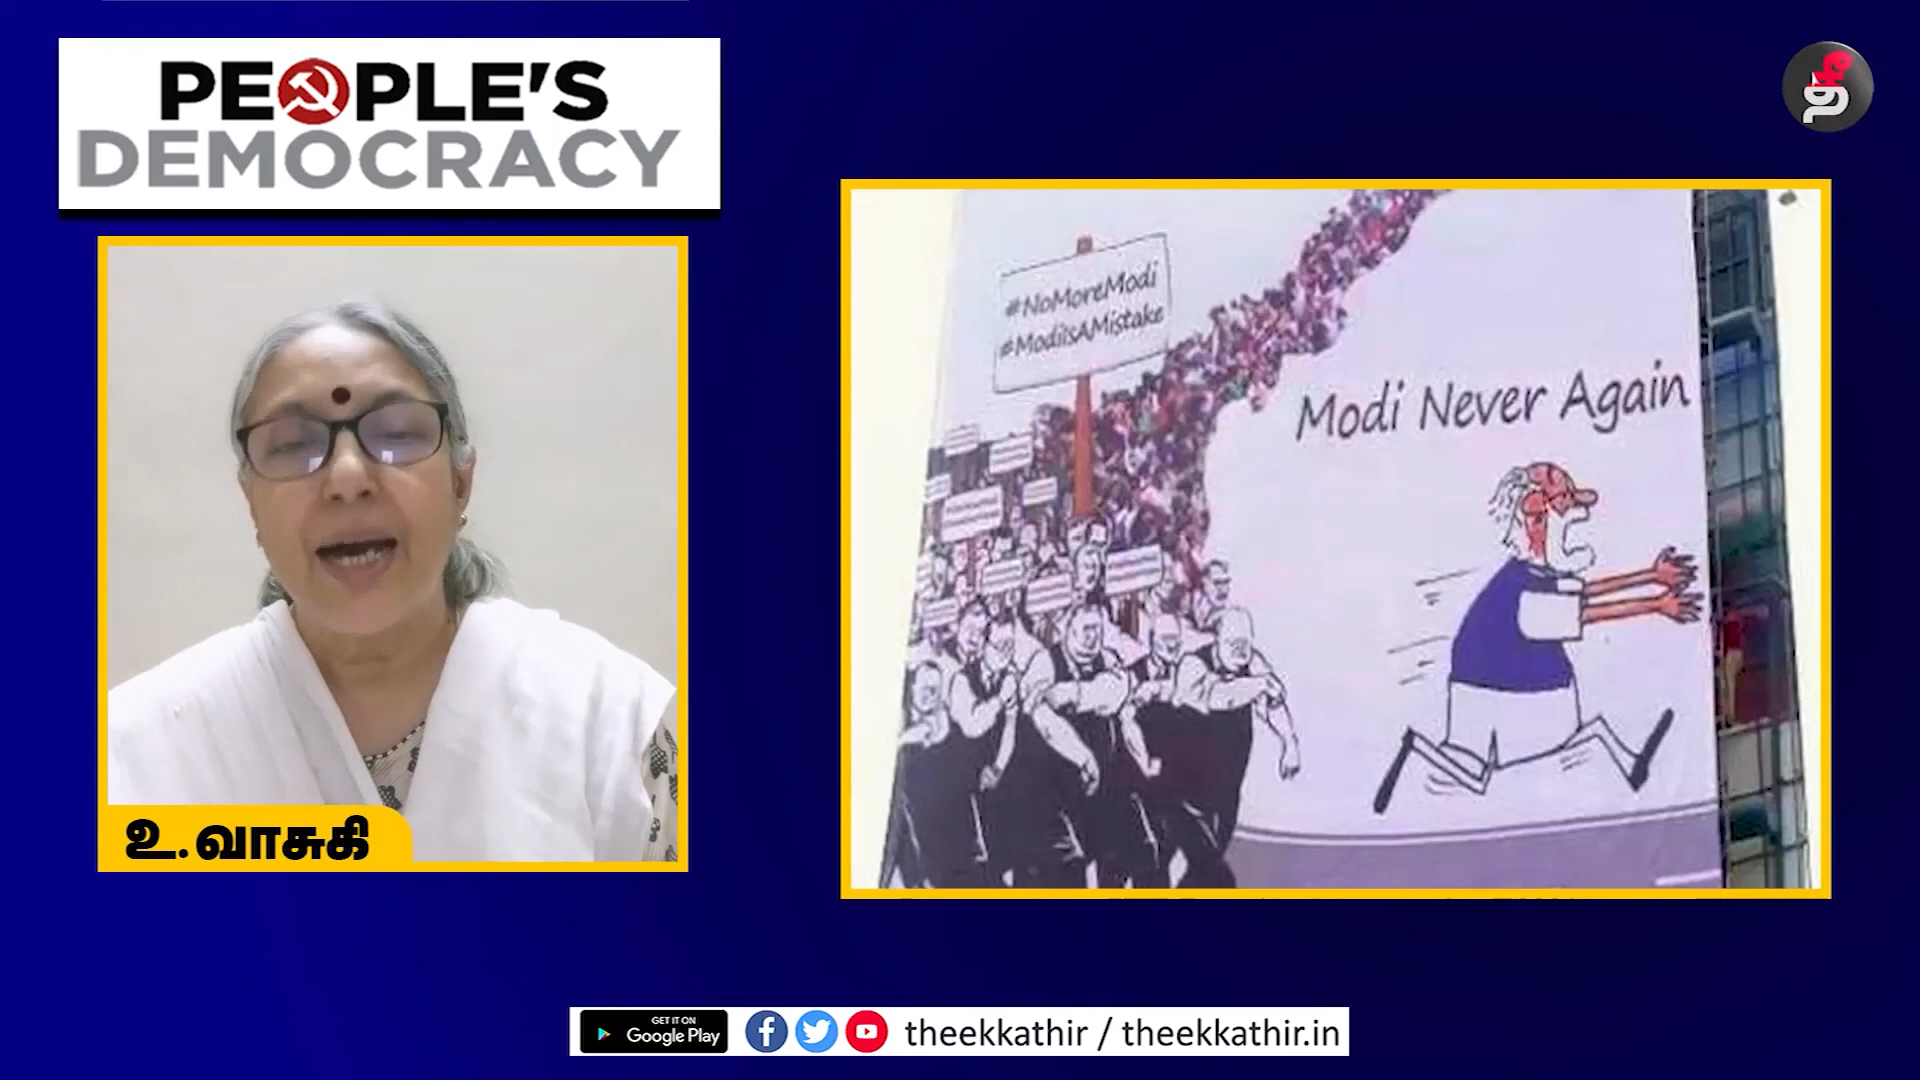 PEOPLE'S
DEMOCRACY
தீ
#NoMoreModi
#ModiisAMistake
Modi Never Again
உ. வாசுகி
GET IT ON
Google Play
theekkathir / theekkathir.in